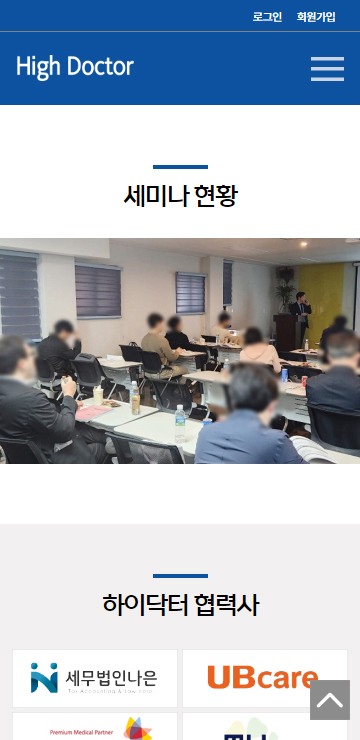 로그인 회원가입
High Doctor
세미나 현황
하이닥터 협력사
세무법인나은
Tax Accounting & Law corp
UBcare
Premium Medical Partner